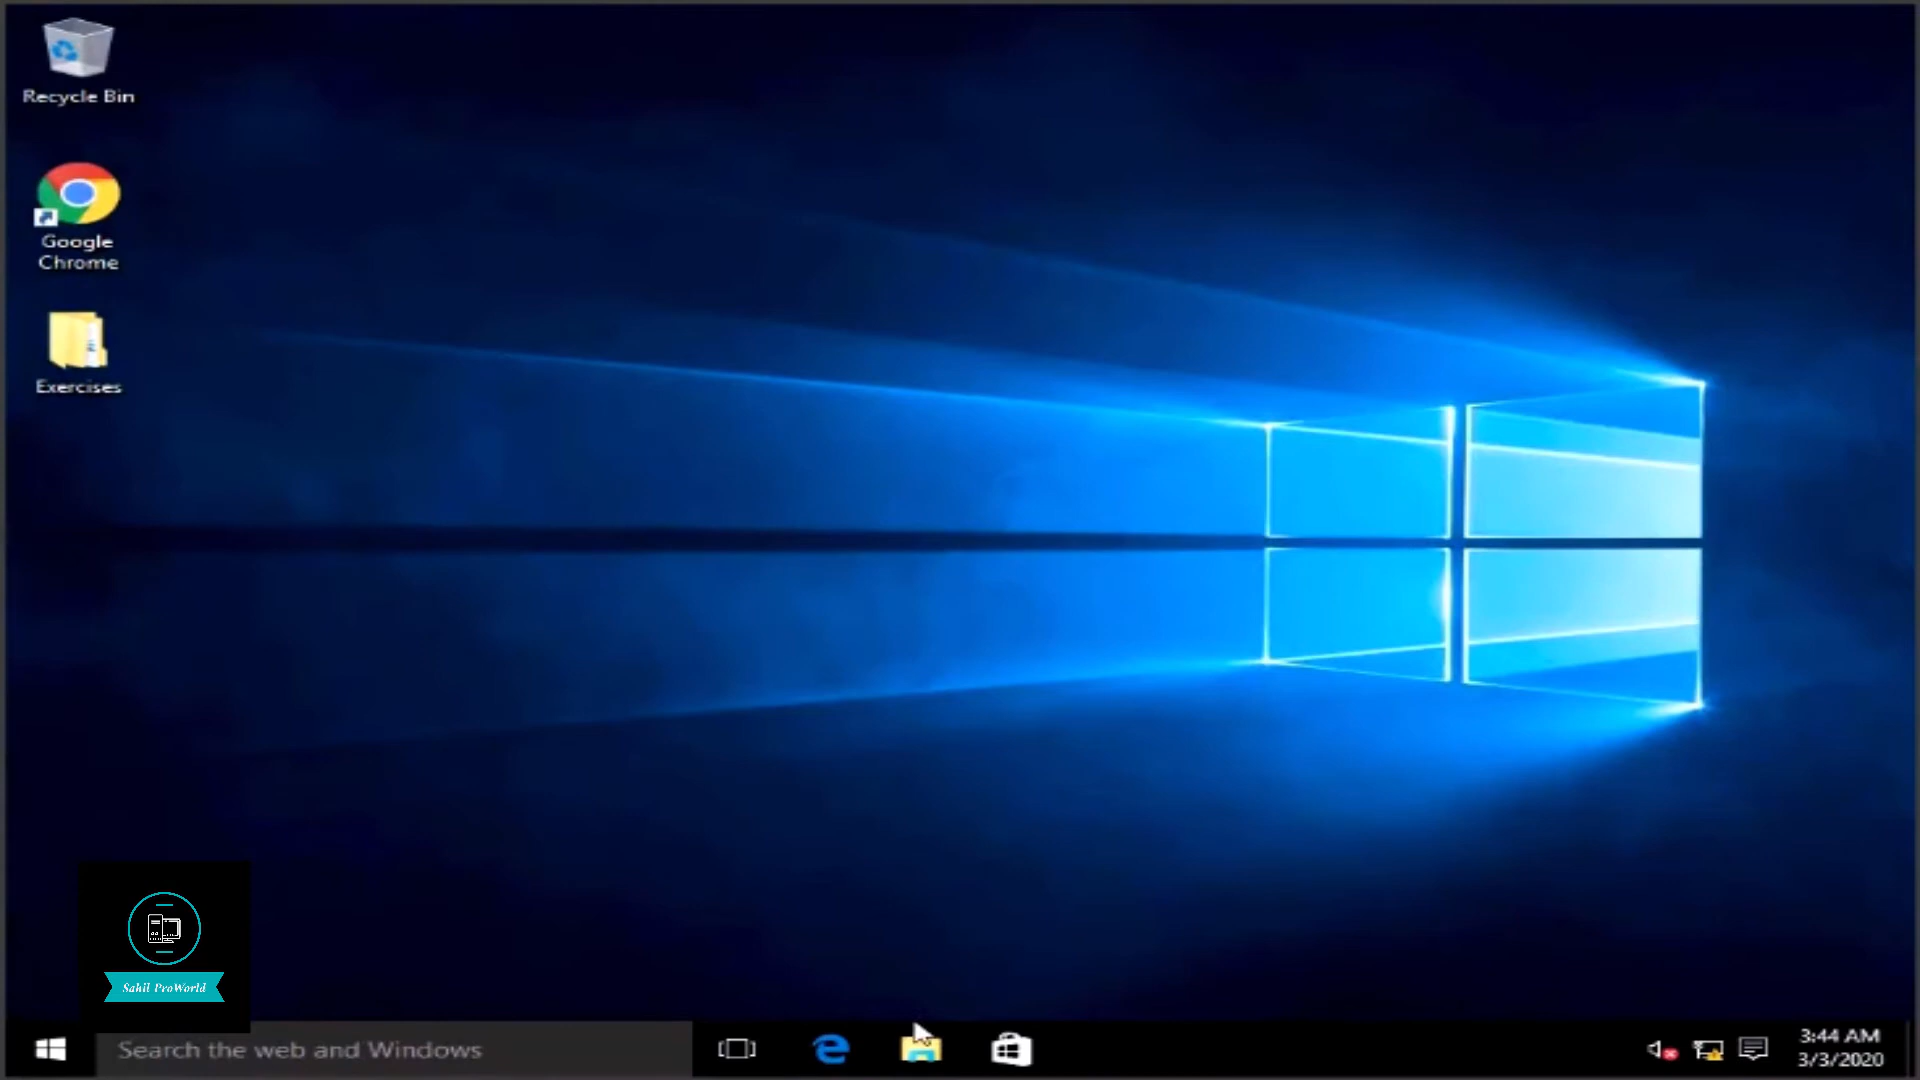 Recycle Bin
Google
Chrome
Exercises
Sahil ProWorld
Search the web and Windows
3:44 AM
3/3/2020